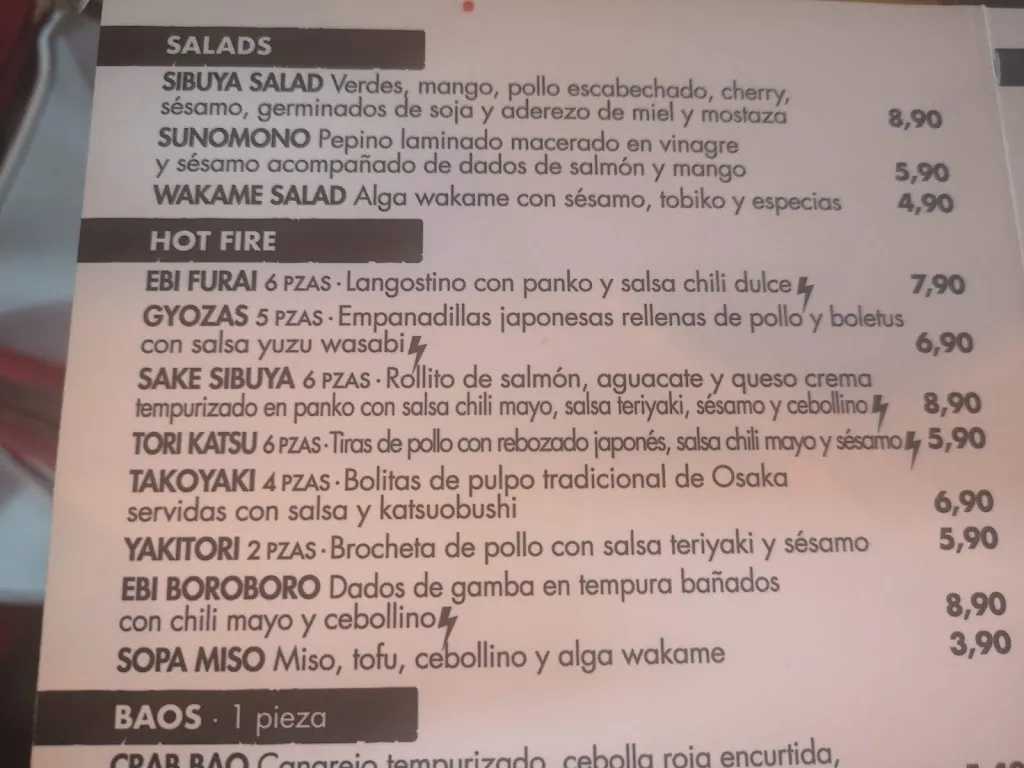 SALADS
SIBUYA SALAD Verdes, mango, pollo escabechado, cherry,
sésamo, germinados de soja y aderezo de miel y mostaza 8,90
SUNOMONO Pepino laminado macerado en vinagre
y sésamo acompañado de dados de salmón y mango 5,90
WAKAME SALAD Alga wakame con sésamo, tobiko y especias 4,90
HOT FIRE
EBI FURAI 6 PZAS · Langostino con panko y salsa chili dulce 7,90
GYOZAS 5 PZAS · Empanadillas japonesas rellenas de pollo y boletus
con salsa yuzu wasabi 6,90
SAKE SIBUYA 6 PZAS · Rollito de salmón, aguacate y queso crema
tempurizado en panko con salsa chili mayo, salsa teriyaki, sésamo y cebollino 8,90
TORI KATSU 6 PZAS · Tiras de pollo con rebozado japonés, salsa chili mayo y sésamo 5,90
TAKOYAKI 4 PZAS · Bolitas de pulpo tradicional de Osaka
servidas con salsa y katsuobushi 6,90
YAKITORI 2 PZAS · Brocheta de pollo con salsa teriyaki y sésamo 5,90
EBI BOROBORO Dados de gamba en tempura bañados
con chili mayo y cebollino 8,90
SOPA MISO Miso, tofu, cebollino y alga wakame 3,90
BAOS · 1 pieza
CRAB BAO Cangrejo tempurizado, cebolla roja encurtida,